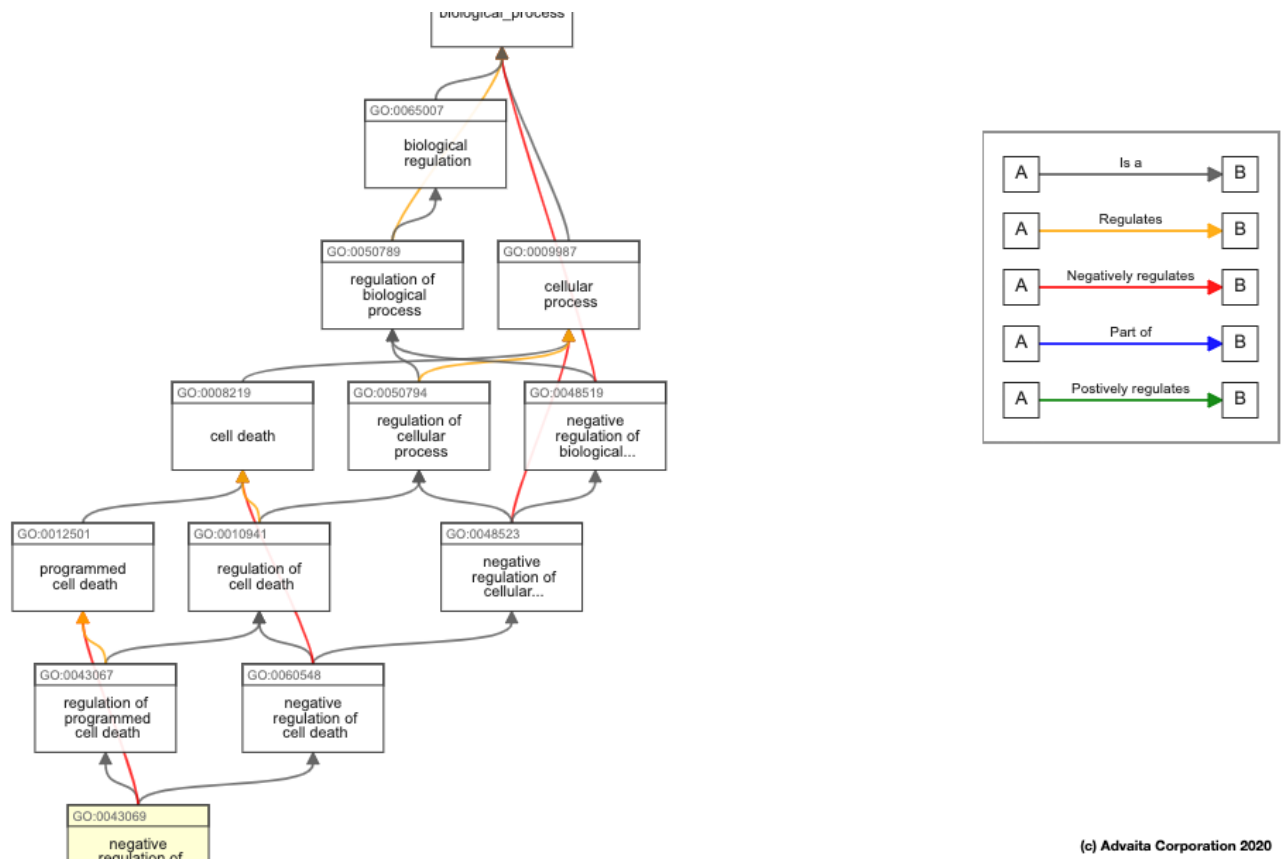 biological_process
GO:0065007
biological
regulation
GO:0050789
regulation of
biological
process
GO:0009987
cellular
process
GO:0008219
cell death
GO:0050794
regulation of
cellular
process
GO:0048519
negative
regulation of
biological...
GO:0012501
programmed
cell death
GO:0010941
regulation of
cell death
GO:0048523
negative
regulation of
cellular...
GO:0043067
regulation of
programmed
cell death
GO:0060548
negative
regulation of
cell death
GO:0043069
negative
regulation of
A Is a B
A Regulates B
A Negatively regulates B
A Part of B
A Postively regulates B
(c) Advaita Corporation 2020